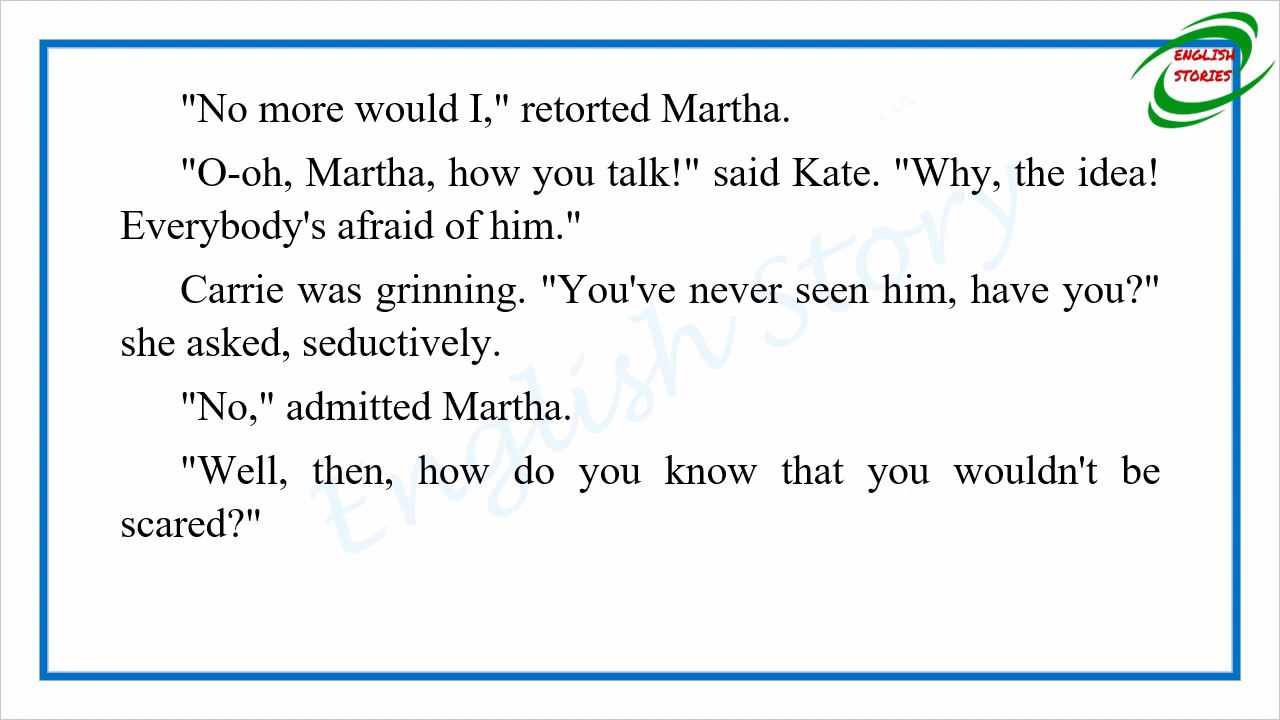 ENGLISH
STORIES
"No more would I," retorted Martha.
"O-oh, Martha, how you talk!" said Kate. "Why, the idea!
Everybody's afraid of him."
Carrie was grinning. "You've never seen him, have you?"
she asked, seductively.
"No," admitted Martha.
"Well, then, how do you know that you wouldn't be
scared?"
English Story